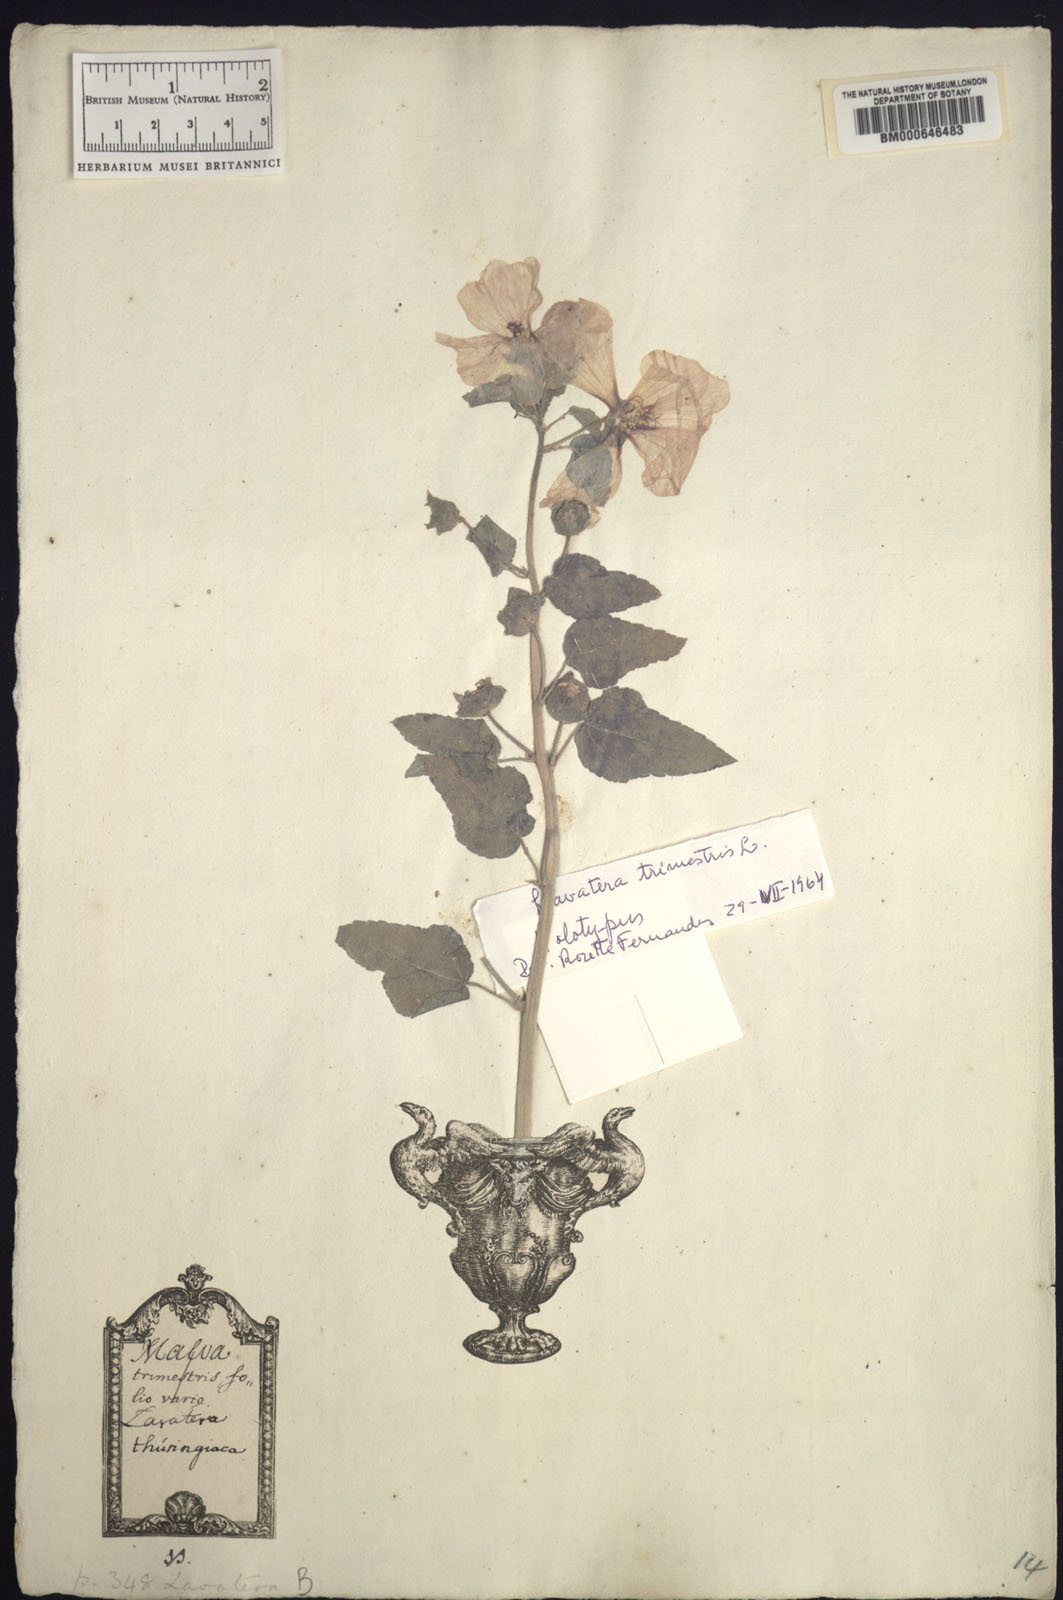 1 2
BRITISH MUSEUM (NATURAL HISTORY)
1 2 3 4 5
HERBARIUM MUSEI BRITANNICI
THE NATURAL HISTORY MUSEUM, LONDON
DEPARTMENT OF BOTANY
BM000646483
Lavatera trimestris L.
olotypus
Rozette Fernandes 29-VII-1964
Malva
trimestris, fo,,
lio vario.
Lavatera
thúringiaca
p. 348 Lavatera B
14